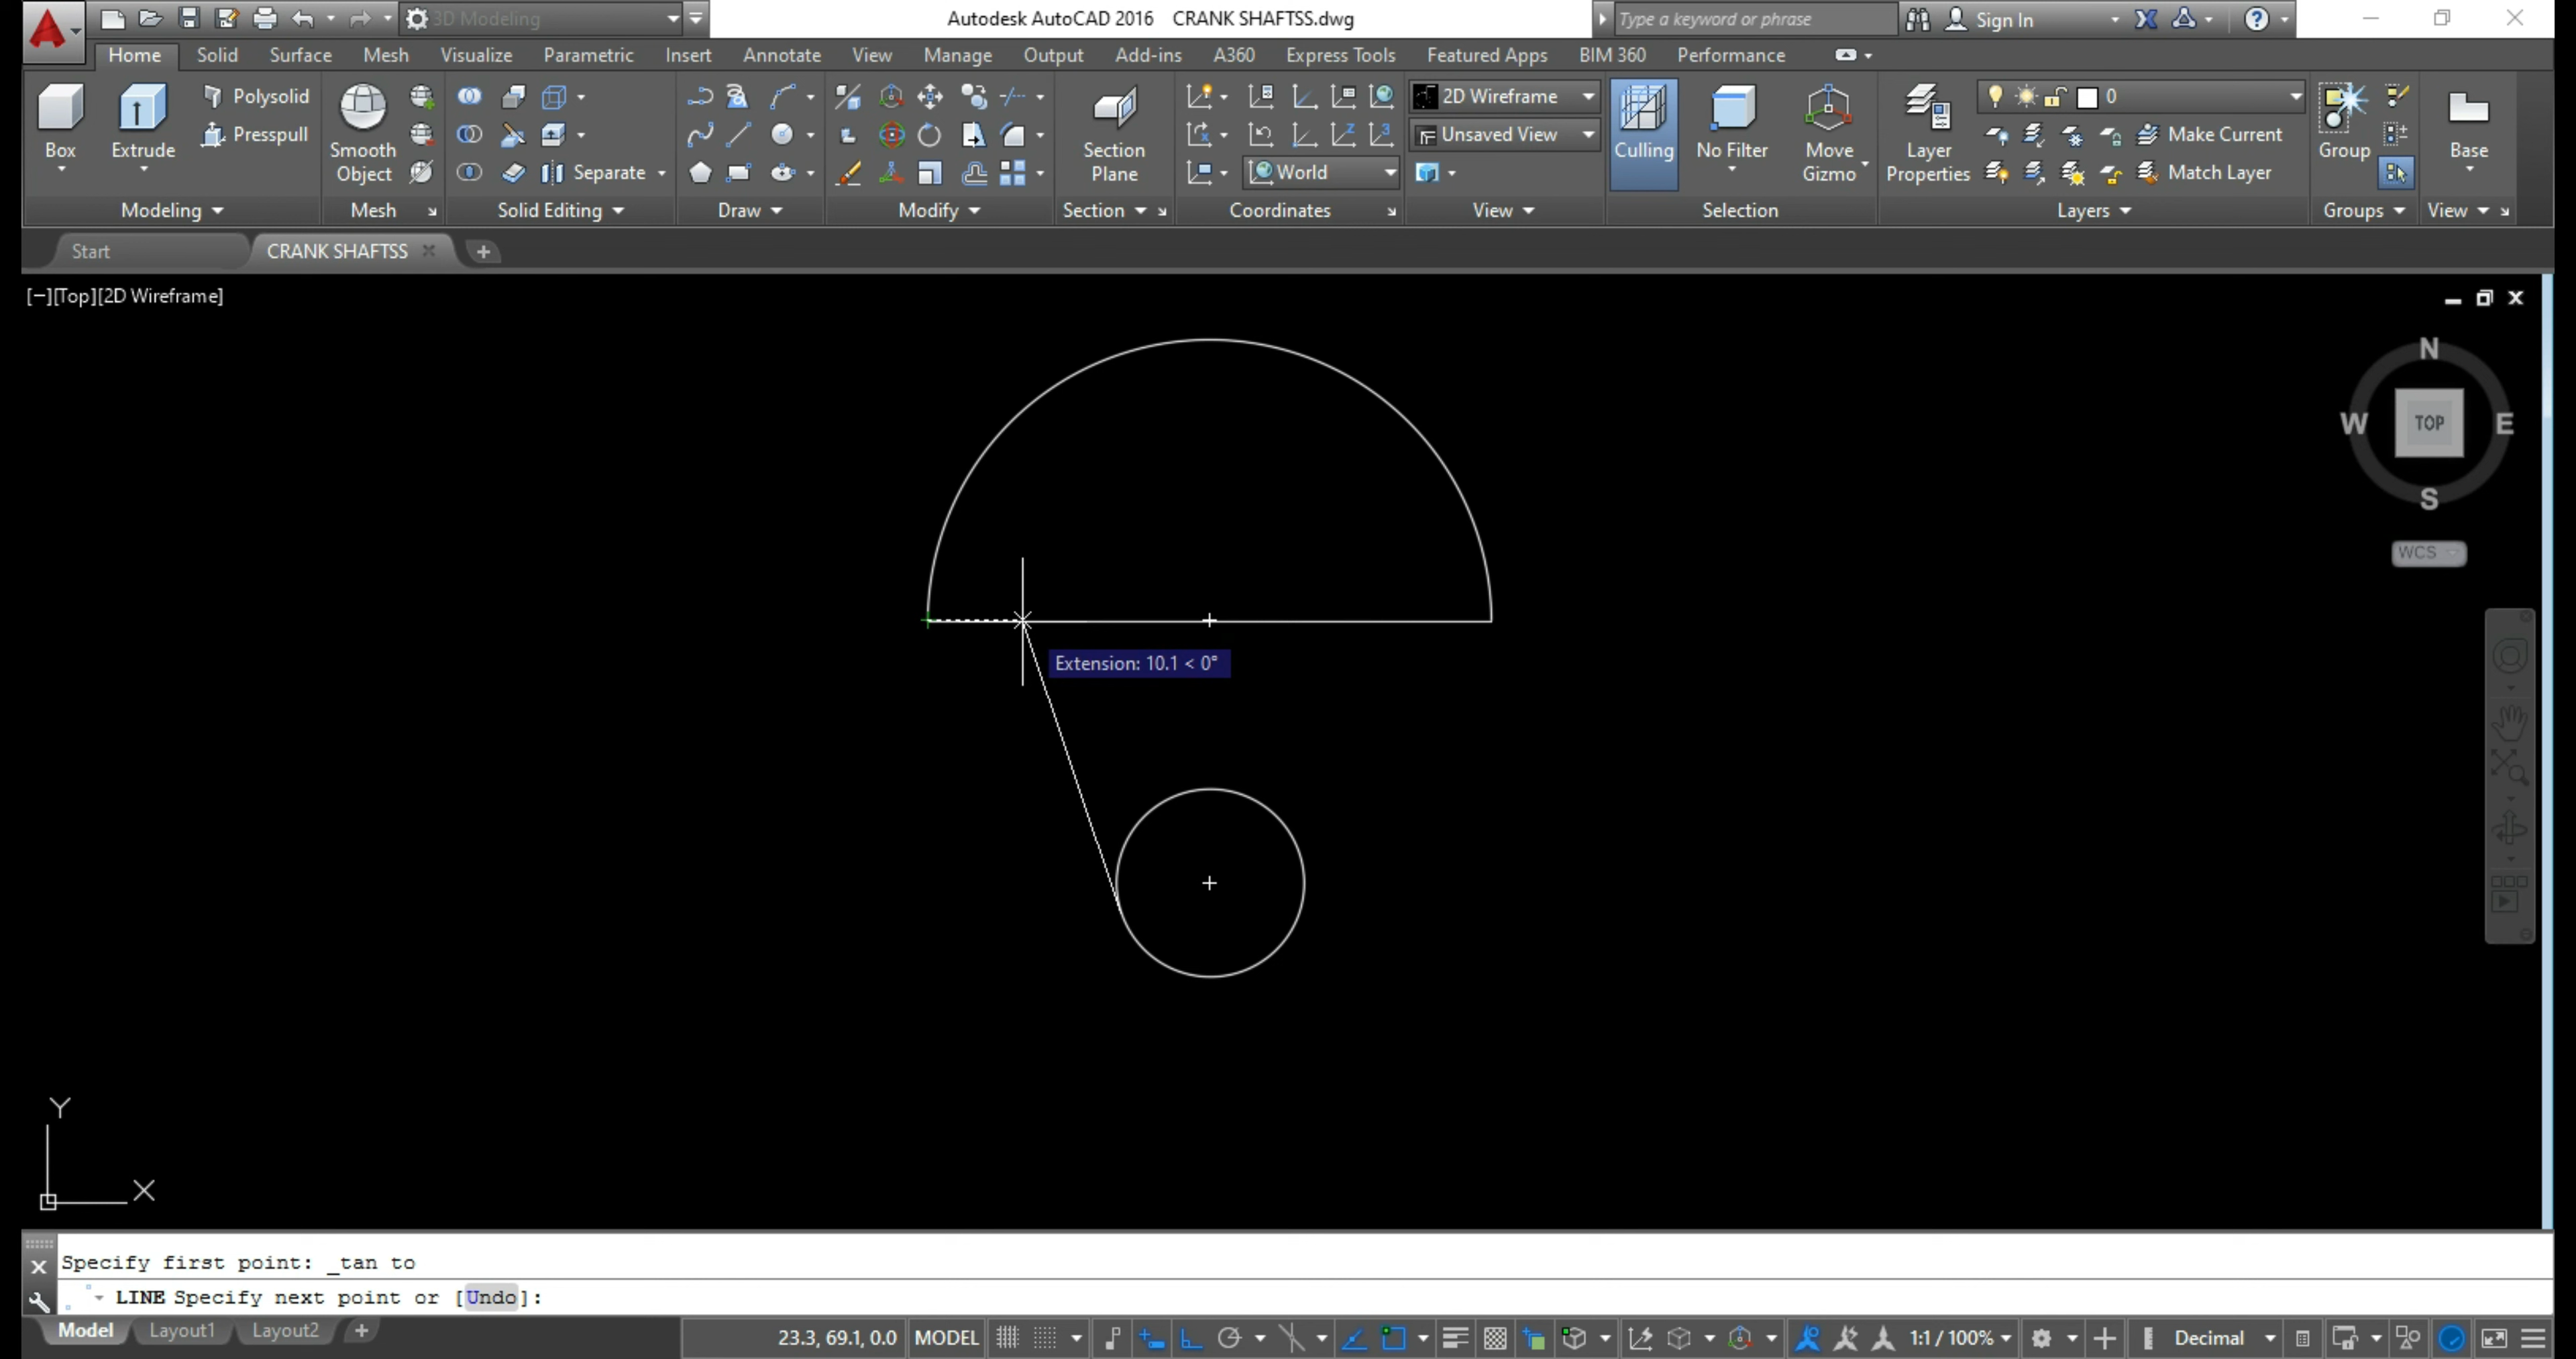 3D Modeling
Autodesk AutoCAD 2016 CRANK SHAFTSS.dwg
Type a keyword or phrase
Sign In
Home Solid Surface Mesh Visualize Parametric Insert Annotate View Manage Output Add-ins A360 Express Tools Featured Apps BIM 360 Performance
Box
Extrude
Polysolid
Presspull
Smooth
Object
Separate
Section
Plane
World
2D Wireframe
Unsaved View
Culling
No Filter
Move
Gizmo
Layer
Properties
0
Make Current
Match Layer
Group
Base
Modeling Mesh Solid Editing Draw Modify Section Coordinates View Selection Layers Groups View
Start CRANK SHAFTSS
[−][Top][2D Wireframe]
N
W TOP E
S
WCS
Extension: 10.1 < 0°
Y
X
Specify first point: _tan to
LINE Specify next point or [Undo]:
Model Layout1 Layout2
23.3, 69.1, 0.0 MODEL 1:1 / 100% Decimal